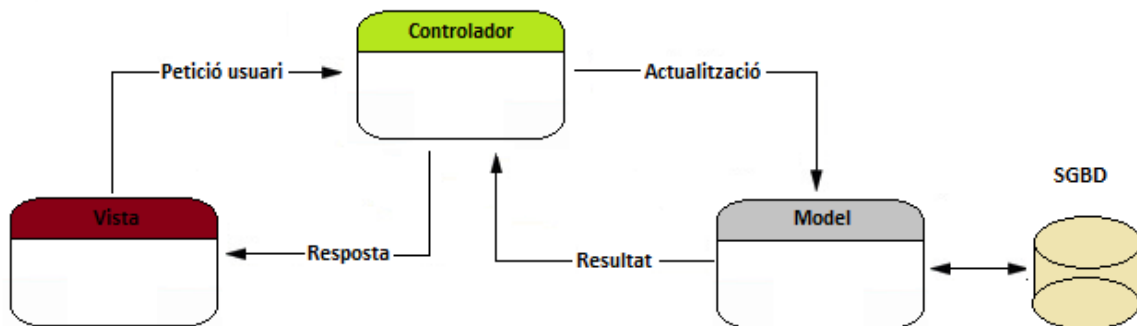 Controlador
Petició usuari
Actualització
SGBD
Vista
Model
Resposta
Resultat